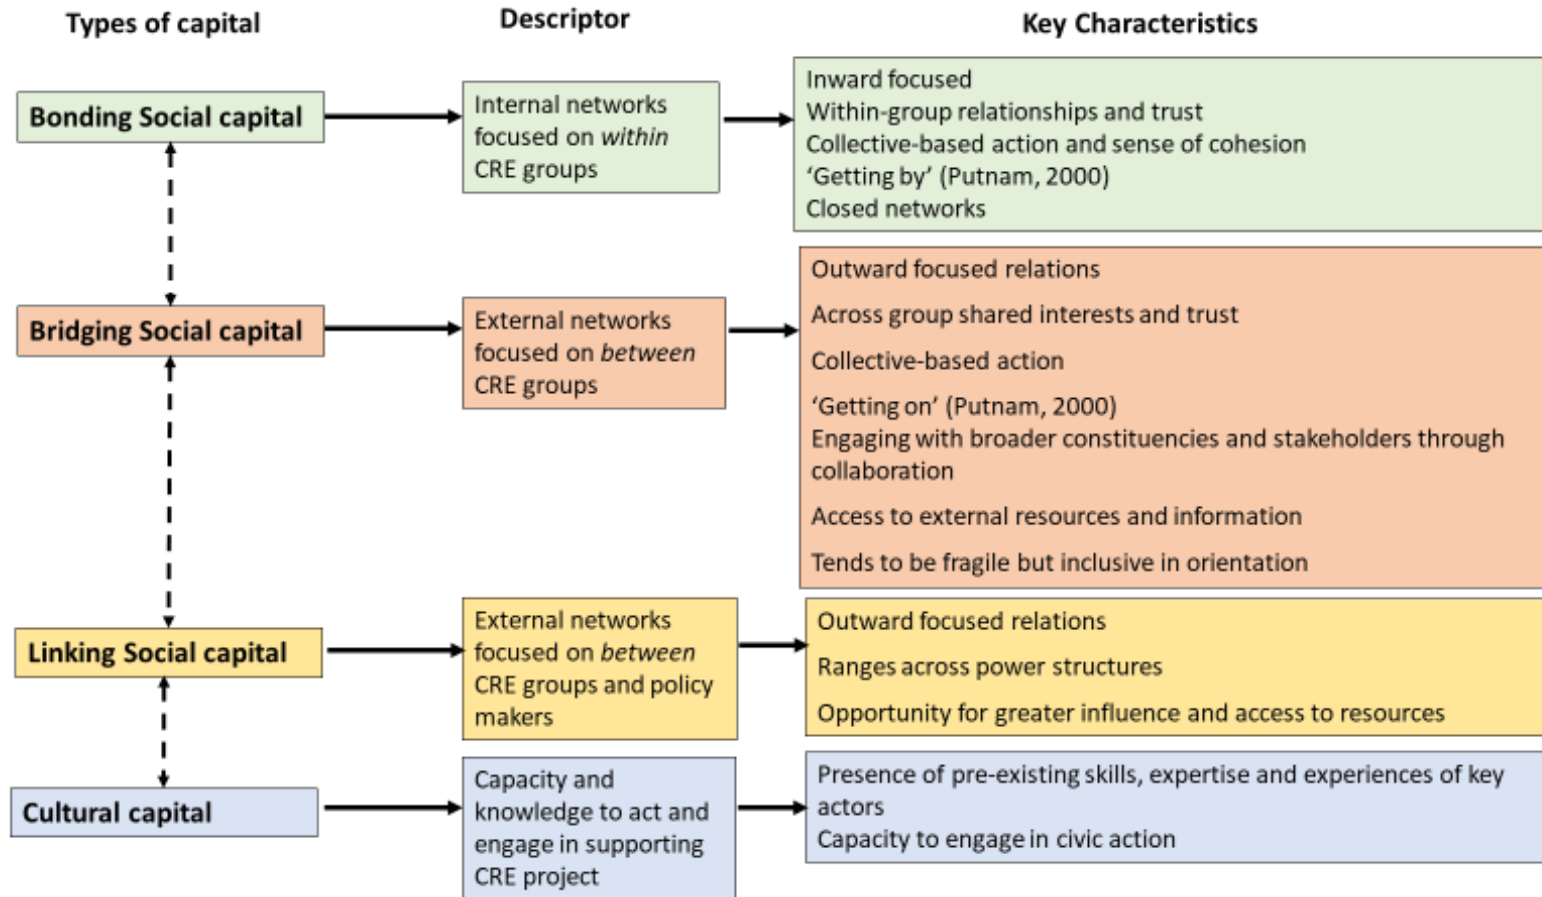 Types of capital
Descriptor
Key Characteristics
Bonding Social capital
Internal networks
focused on within
CRE groups
Inward focused
Within-group relationships and trust
Collective-based action and sense of cohesion
‘Getting by’ (Putnam, 2000)
Closed networks
Bridging Social capital
External networks
focused on between
CRE groups
Outward focused relations
Across group shared interests and trust
Collective-based action
‘Getting on’ (Putnam, 2000)
Engaging with broader constituencies and stakeholders through
collaboration
Access to external resources and information
Tends to be fragile but inclusive in orientation
Linking Social capital
External networks
focused on between
CRE groups and policy
makers
Outward focused relations
Ranges across power structures
Opportunity for greater influence and access to resources
Cultural capital
Capacity and
knowledge to act and
engage in supporting
CRE project
Presence of pre-existing skills, expertise and experiences of key
actors
Capacity to engage in civic action